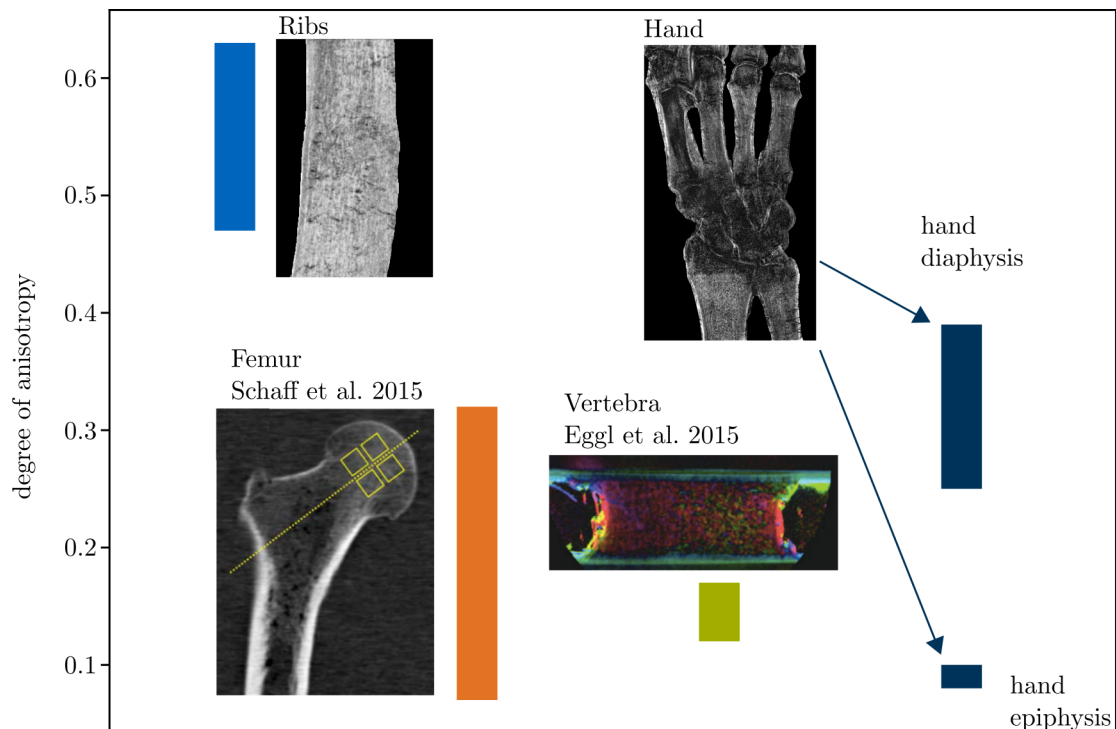 Ribs
Hand
0.6
0.5
0.4
0.3
0.2
0.1
degree of anisotropy
hand
diaphysis
Femur
Schaff et al. 2015
Vertebra
Eggl et al. 2015
hand
epiphysis